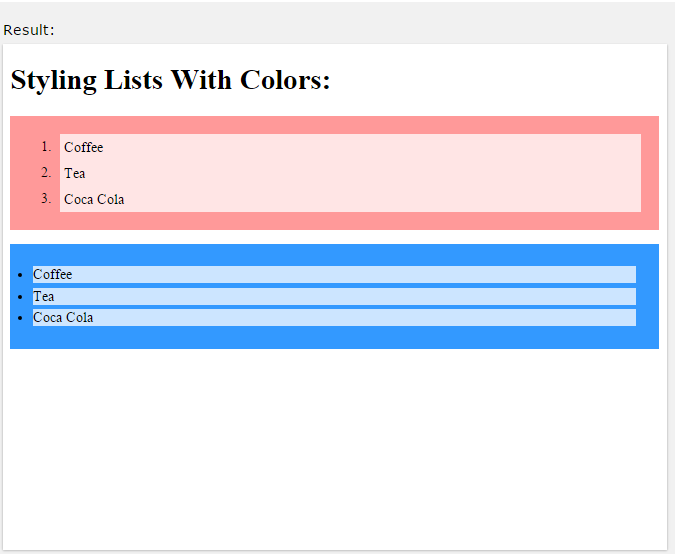 Result:
Styling Lists With Colors:
1. Coffee
2. Tea
3. Coca Cola
• Coffee
• Tea
• Coca Cola